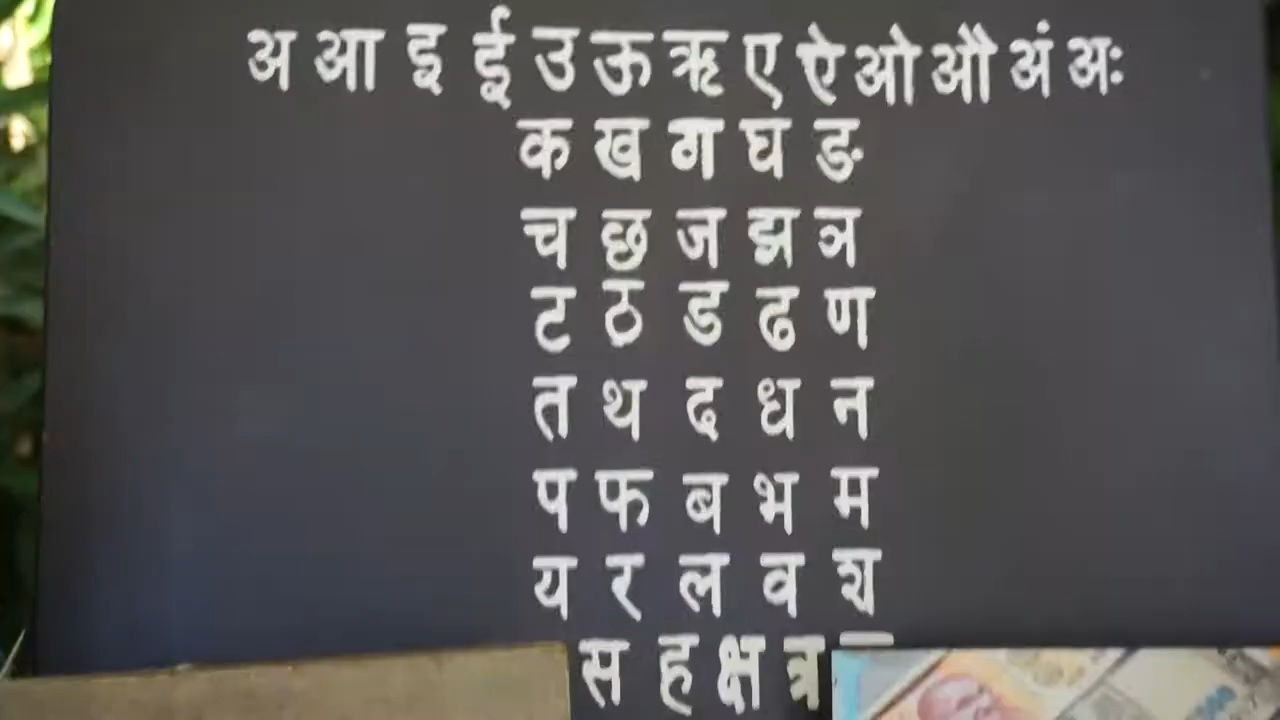 अ आ इ ई उ ऊ ऋ ए ऐ ओ औ अं अः
क ख ग घ ङ
च छ ज झ ञ
ट ठ ड ढ ण
त थ द ध न
प फ ब भ म
य र ल व श
स ह क्ष त्र